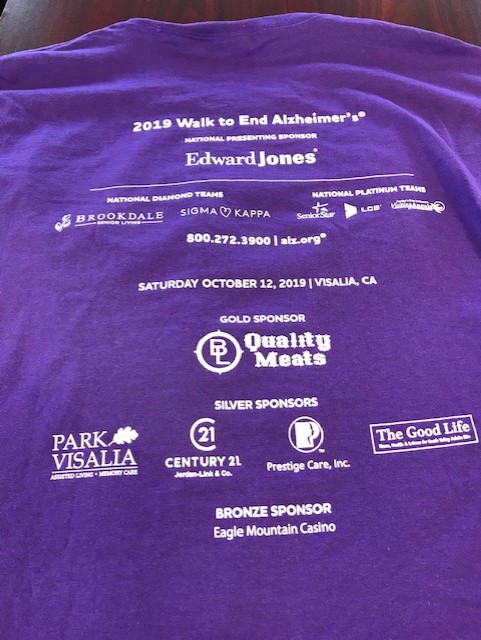 2019 Walk to End Alzheimer's®
NATIONAL PRESENTING SPONSOR
Edward Jones®
NATIONAL DIAMOND TEAMS
NATIONAL PLATINUM TEAMS
BROOKDALE
SENIOR LIVING
SIGMA KAPPA
Senior Star
LCS®
800.272.3900 | alz.org®
SATURDAY OCTOBER 12, 2019 | VISALIA, CA
GOLD SPONSOR
BL Quality
Meats
SILVER SPONSORS
PARK
VISALIA
ASSISTED LIVING • MEMORY CARE
C
21
CENTURY 21.
Jordan-Link & Co.
Prestige Care, Inc.
The Good Life
BRONZE SPONSOR
Eagle Mountain Casino